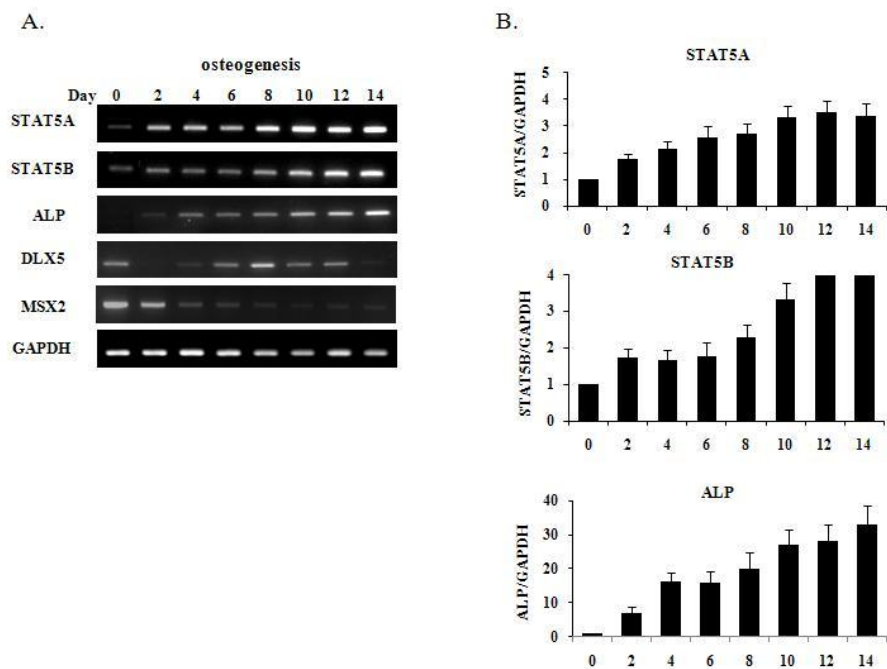 A.
osteogenesis
Day 0 2 4 6 8 10 12 14
STAT5A
STAT5B
ALP
DLX5
MSX2
GAPDH
B.
STAT5A
STAT5A/GAPDH
5
4
3
2
1
0
0 2 4 6 8 10 12 14
STAT5B
STAT5B/GAPDH
4
3
2
1
0
0 2 4 6 8 10 12 14
ALP
ALP/GAPDH
40
30
20
10
0
0 2 4 6 8 10 12 14